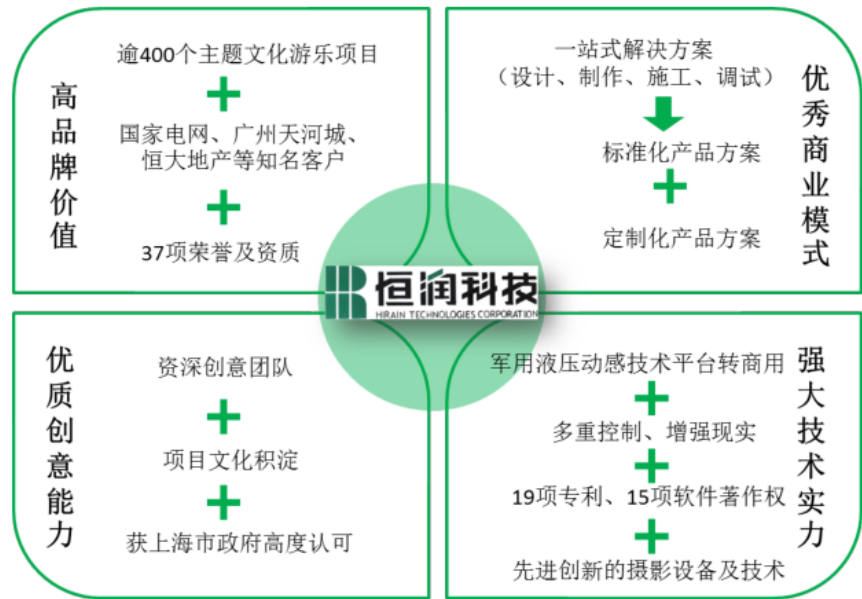 高品牌价值
逾400个主题文化游乐项目
+
国家电网、广州天河城、
恒大地产等知名客户
+
37项荣誉及资质
优秀商业模式
一站式解决方案
（设计、制作、施工、调试）
标准化产品方案
+
定制化产品方案
恒润科技
HIRAIN TECHNOLOGIES CORPORATION
优质创意能力
资深创意团队
+
项目文化积淀
+
获上海市政府高度认可
强大技术实力
军用液压动感技术平台转商用
+
多重控制、增强现实
+
19项专利、15项软件著作权
+
先进创新的摄影设备及技术